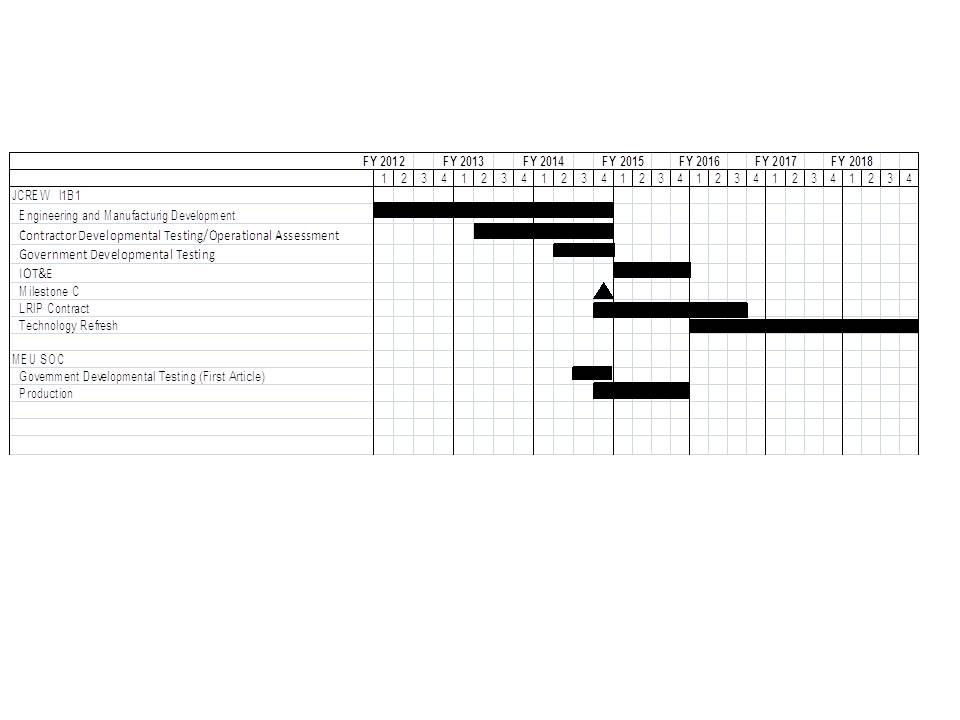 FY 2012 FY 2013 FY 2014 FY 2015 FY 2016 FY 2017 FY 2018
1 2 3 4 1 2 3 4 1 2 3 4 1 2 3 4 1 2 3 4 1 2 3 4 1 2 3 4
JCREW I1B1
Engineering and Manufacturng Development
Contractor Developmental Testing/Operational Assessment
Government Developmental Testing
IOT&E
Milestone C
LRIP Contract
Technology Refresh
MEU SOC
Government Developmental Testing (First Article)
Production